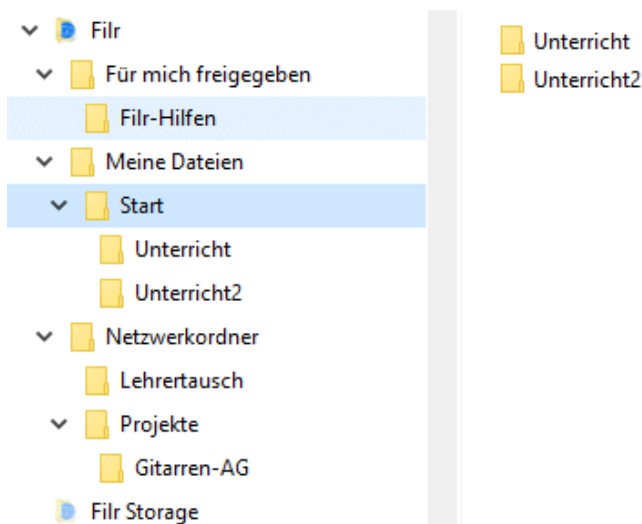 Filr
Für mich freigegeben
Filr-Hilfen
Meine Dateien
Start
Unterricht
Unterricht2
Netzwerkordner
Lehrertausch
Projekte
Gitarren-AG
Filr Storage
Unterricht
Unterricht2